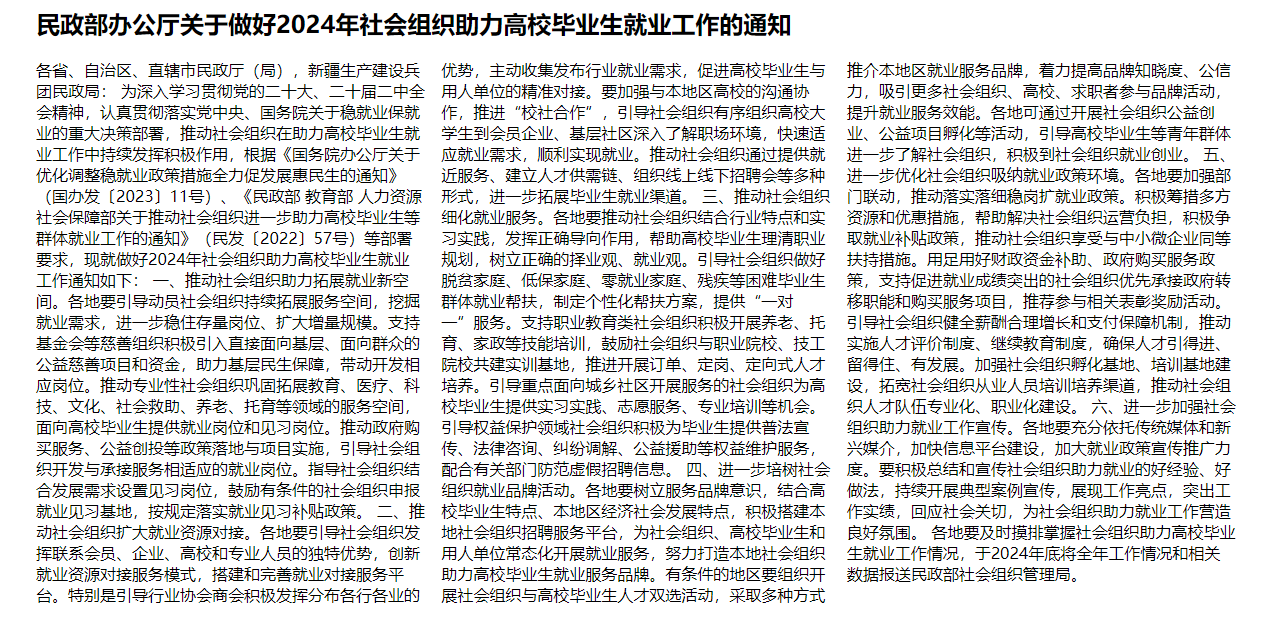 民政部办公厅关于做好2024年社会组织助力高校毕业生就业工作的通知
各省、自治区、直辖市民政厅（局），新疆生产建设兵
团民政局： 为深入学习贯彻党的二十大、二十届二中全
会精神，认真贯彻落实党中央、国务院关于稳就业保就
业的重大决策部署，推动社会组织在助力高校毕业生就
业工作中持续发挥积极作用，根据《国务院办公厅关于
优化调整稳就业政策措施全力促发展惠民生的通知》
（国办发〔2023〕11号）、《民政部 教育部 人力资源
社会保障部关于推动社会组织进一步助力高校毕业生等
群体就业工作的通知》（民发〔2022〕57号）等部署
要求，现就做好2024年社会组织助力高校毕业生就业
工作通知如下： 一、推动社会组织助力拓展就业新空
间。各地要引导动员社会组织持续拓展服务空间，挖掘
就业需求，进一步稳住存量岗位、扩大增量规模。支持
基金会等慈善组织积极引入直接面向基层、面向群众的
公益慈善项目和资金，助力基层民生保障，带动开发相
应岗位。推动专业性社会组织巩固拓展教育、医疗、科
技、文化、社会救助、养老、托育等领域的服务空间，
面向高校毕业生提供就业岗位和见习岗位。推动政府购
买服务、公益创投等政策落地与项目实施，引导社会组
织开发与承接服务相适应的就业岗位。指导社会组织结
合发展需求设置见习岗位，鼓励有条件的社会组织申报
就业见习基地，按规定落实就业见习补贴政策。 二、推
动社会组织扩大就业资源对接。各地要引导社会组织发
挥联系会员、企业、高校和专业人员的独特优势，创新
就业资源对接服务模式，搭建和完善就业对接服务平
台。特别是引导行业协会商会积极发挥分布各行各业的
优势，主动收集发布行业就业需求，促进高校毕业生与
用人单位的精准对接。要加强与本地区高校的沟通协
作，推进“校社合作”，引导社会组织有序组织高校大
学生到会员企业、基层社区深入了解职场环境，快速适
应就业需求，顺利实现就业。推动社会组织通过提供就
近服务、建立人才供需链、组织线上线下招聘会等多种
形式，进一步拓展毕业生就业渠道。 三、推动社会组织
细化就业服务。各地要推动社会组织结合行业特点和实
习实践，发挥正确导向作用，帮助高校毕业生理清职业
规划，树立正确的择业观、就业观。引导社会组织做好
脱贫家庭、低保家庭、零就业家庭、残疾等困难毕业生
群体就业帮扶，制定个性化帮扶方案，提供“一对
一”服务。支持职业教育类社会组织积极开展养老、托
育、家政等技能培训，鼓励社会组织与职业院校、技工
院校共建实训基地，推进开展订单、定岗、定向式人才
培养。引导重点面向城乡社区开展服务的社会组织为高
校毕业生提供实习实践、志愿服务、专业培训等机会。
引导权益保护领域社会组织积极为毕业生提供普法宣
传、法律咨询、纠纷调解、公益援助等权益维护服务，
配合有关部门防范虚假招聘信息。 四、进一步培树社会
组织就业品牌活动。各地要树立服务品牌意识，结合高
校毕业生特点、本地区经济社会发展特点，积极搭建本
地社会组织招聘服务平台，为社会组织、高校毕业生和
用人单位常态化开展就业服务，努力打造本地社会组织
助力高校毕业生就业服务品牌。有条件的地区要组织开
展社会组织与高校毕业生人才双选活动，采取多种方式
推介本地区就业服务品牌，着力提高品牌知晓度、公信
力，吸引更多社会组织、高校、求职者参与品牌活动，
提升就业服务效能。各地可通过开展社会组织公益创
业、公益项目孵化等活动，引导高校毕业生等青年群体
进一步了解社会组织，积极到社会组织就业创业。 五、
进一步优化社会组织吸纳就业政策环境。各地要加强部
门联动，推动落实落细稳岗扩就业政策。积极筹措多方
资源和优惠措施，帮助解决社会组织运营负担，积极争
取就业补贴政策，推动社会组织享受与中小微企业同等
扶持措施。用足用好财政资金补助、政府购买服务政
策，支持促进就业成绩突出的社会组织优先承接政府转
移职能和购买服务项目，推荐参与相关表彰奖励活动。
引导社会组织健全薪酬合理增长和支付保障机制，推动
实施人才评价制度、继续教育制度，确保人才引得进、
留得住、有发展。加强社会组织孵化基地、培训基地建
设，拓宽社会组织从业人员培训培养渠道，推动社会组
织人才队伍专业化、职业化建设。 六、进一步加强社会
组织助力就业工作宣传。各地要充分依托传统媒体和新
兴媒介，加快信息平台建设，加大就业政策宣传推广力
度。要积极总结和宣传社会组织助力就业的好经验、好
做法，持续开展典型案例宣传，展现工作亮点，突出工
作实绩，回应社会关切，为社会组织助力就业工作营造
良好氛围。 各地要及时摸排掌握社会组织助力高校毕业
生就业工作情况，于2024年底将全年工作情况和相关
数据报送民政部社会组织管理局。